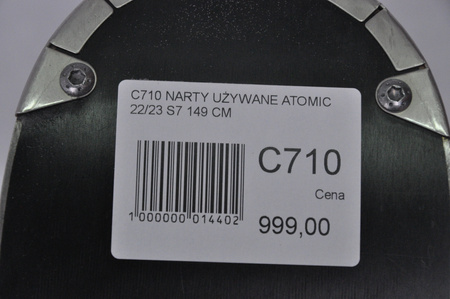 C710 NARTY UŻYWANE ATOMIC
22/23 S7 149 CM
C710
Cena
1 000000 014402
999,00